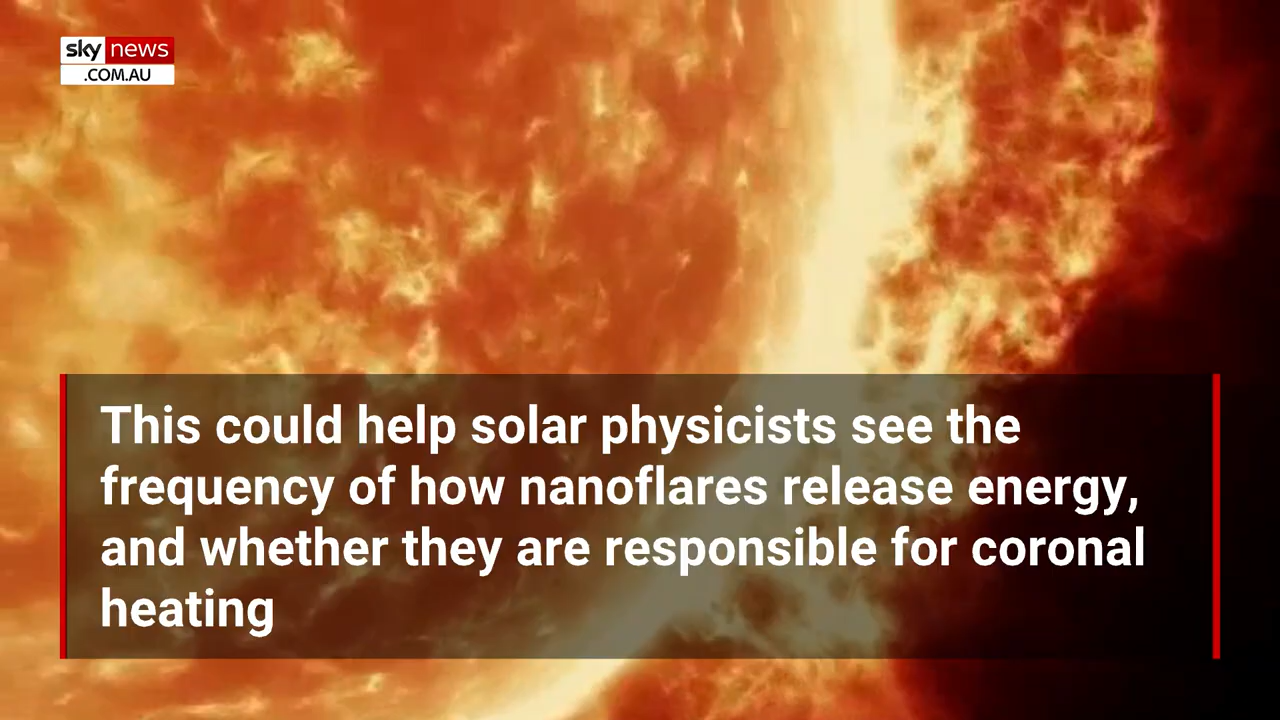 sky news
.COM.AU
This could help solar physicists see the
frequency of how nanoflares release energy,
and whether they are responsible for coronal
heating